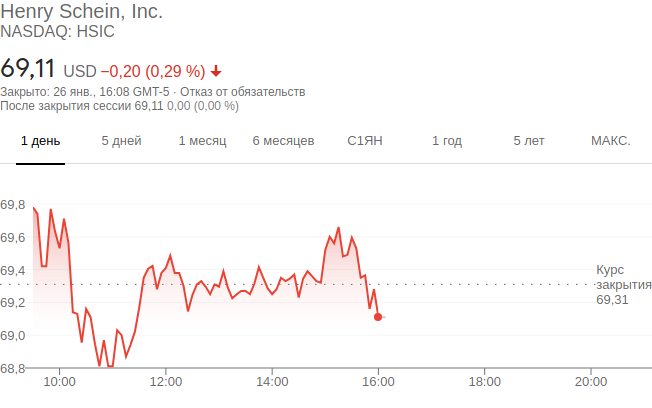 Henry Schein, Inc.
NASDAQ: HSIC
69,11 USD −0,20 (0,29 %)
Закрыто: 26 янв., 16:08 GMT-5 · Отказ от обязательств
После закрытия сессии 69,11 0,00 (0,00 %)
1 день 5 дней 1 месяц 6 месяцев С1ЯН 1 год 5 лет МАКС.
69,8
69,6
69,4
Курс
закрытия
69,31
69,2
69,0
68,8
10:00 12:00 14:00 16:00 18:00 20:00